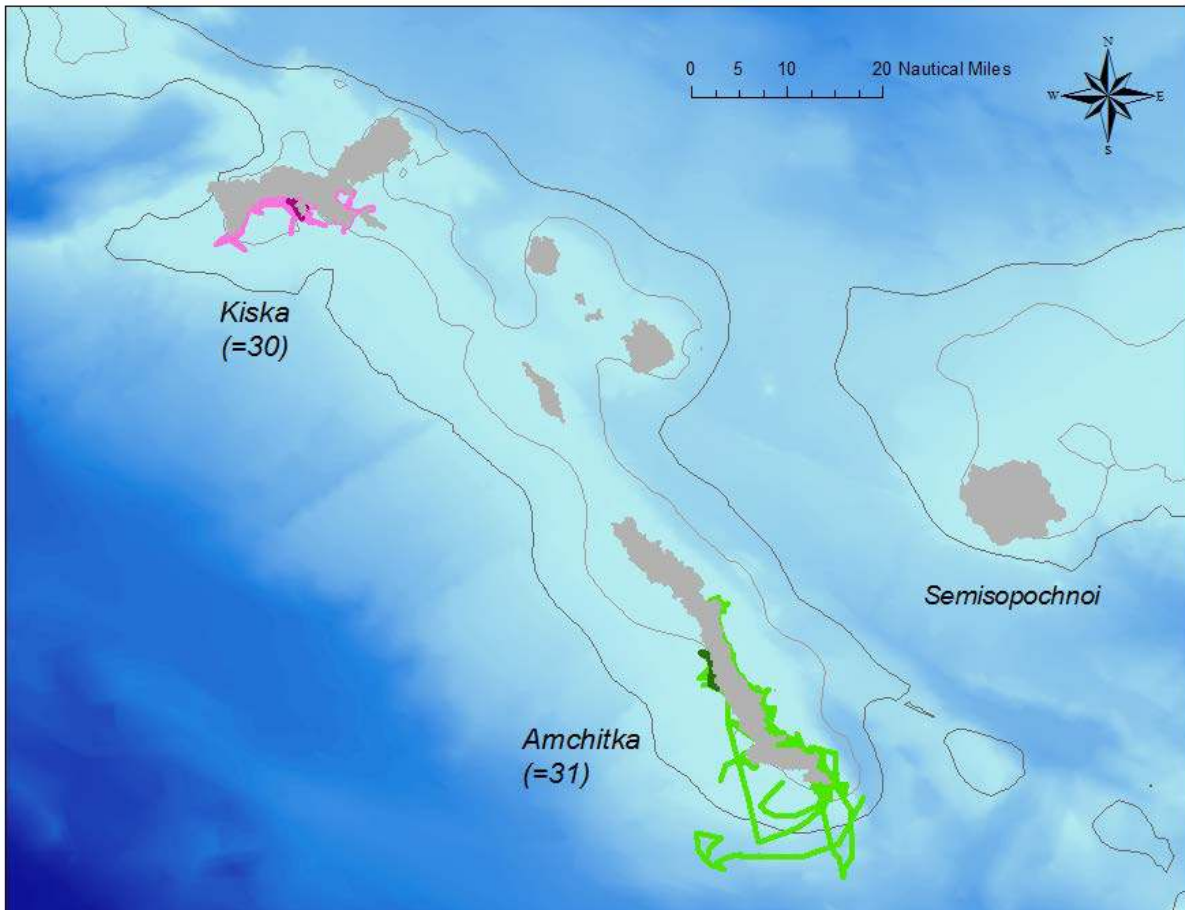 N
0 5 10 20 Nautical Miles
W E
S
Kiska
(=30)
Semisopochnoi
Amchitka
(=31)